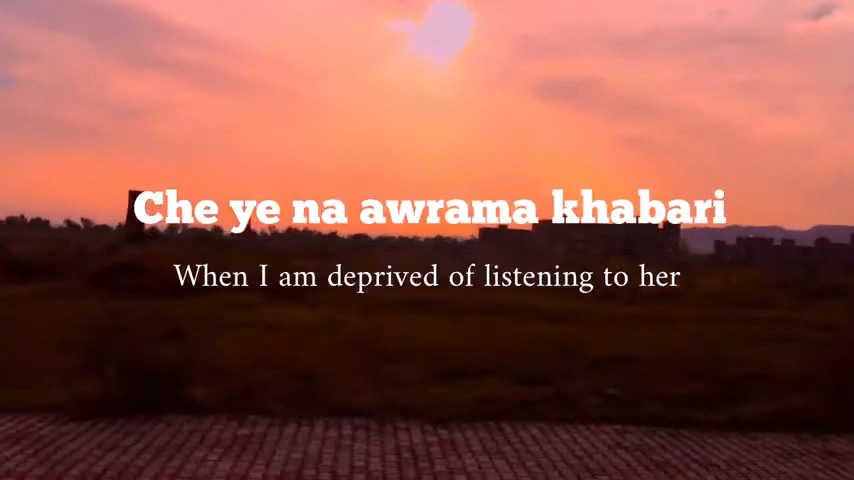 Che ye na awrama khabari
When I am deprived of listening to her